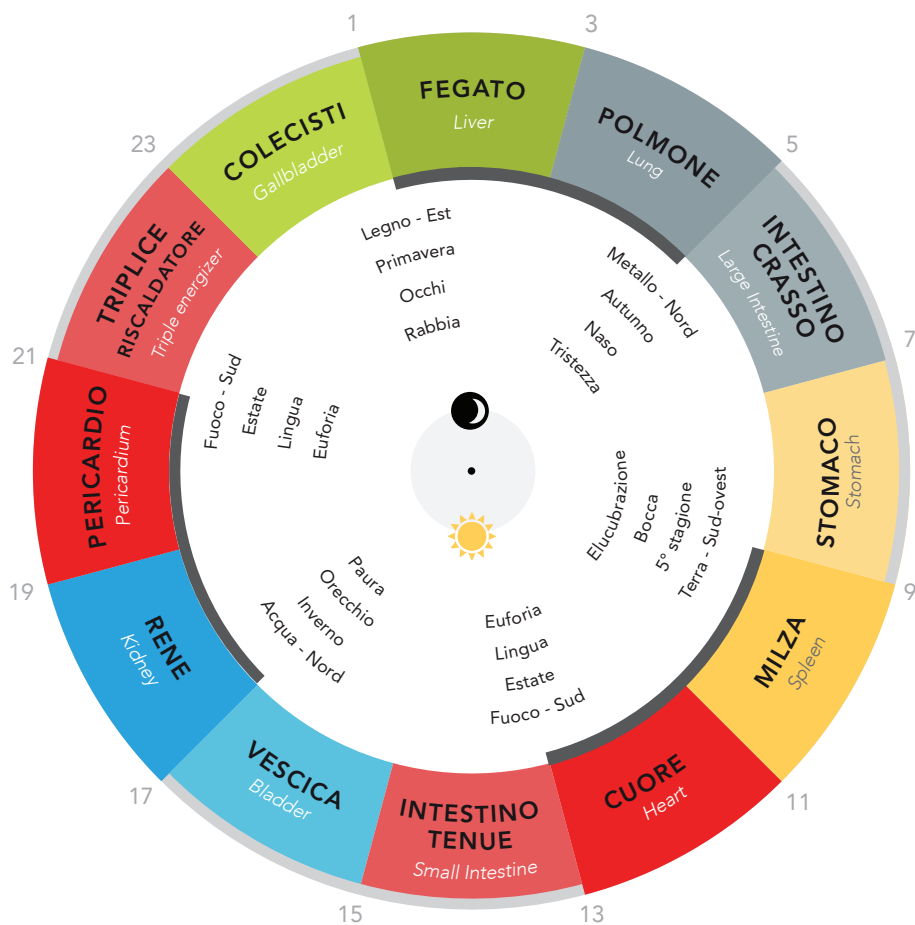 1
FEGATO
Liver
3
POLMONE
Lung
5
INTESTINO
CRASSO
Large Intestine
7
STOMACO
Stomach
9
MILZA
Spleen
11
CUORE
Heart
13
INTESTINO
TENUE
Small Intestine
15
VESCICA
Bladder
17
RENE
Kidney
19
PERICARDIO
Pericardium
21
TRIPLICE
RISCALDATORE
Triple energizer
23
COLECISTI
Gallbladder
Legno - Est
Primavera
Occhi
Rabbia
Metallo - Nord
Autunno
Naso
Tristezza
Elucubrazione
Bocca
5° stagione
Terra - Sud-ovest
Euforia
Lingua
Estate
Fuoco - Sud
Paura
Orecchio
Inverno
Acqua - Nord
Fuoco - Sud
Estate
Lingua
Euforia